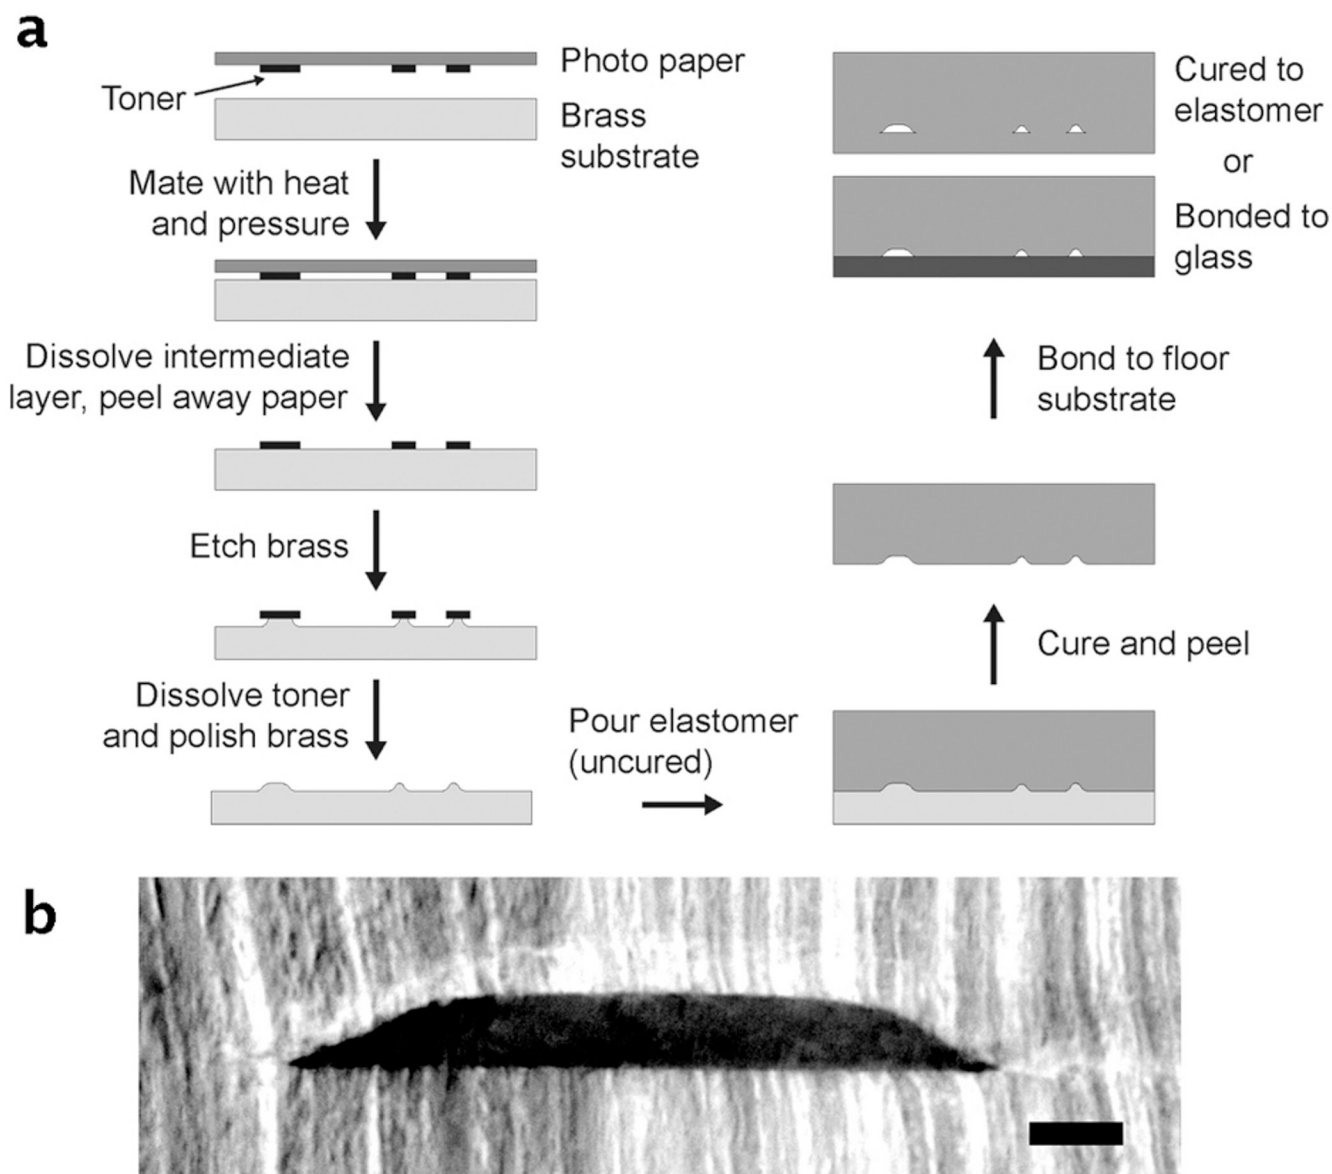 a
Toner
Photo paper
Brass
substrate
Mate with heat
and pressure
Dissolve intermediate
layer, peel away paper
Etch brass
Dissolve toner
and polish brass
Pour elastomer
(uncured)
Cure and peel
Bond to floor
substrate
Cured to
elastomer
or
Bonded to
glass
b